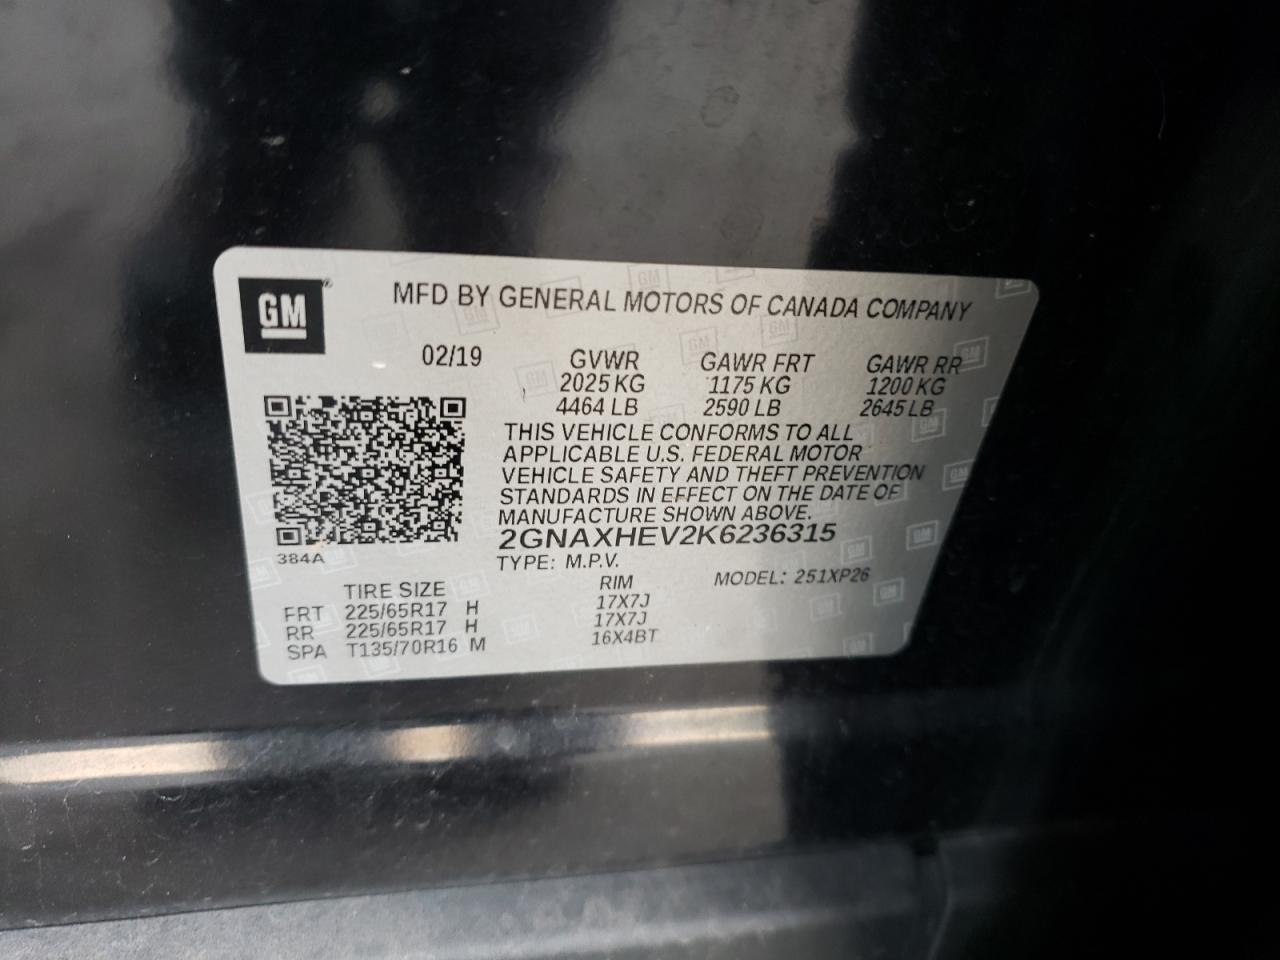 GM
MFD BY GENERAL MOTORS OF CANADA COMPANY
02/19 GVWR GAWR FRT GAWR RR
2025 KG 1175 KG 1200 KG
4464 LB 2590 LB 2645 LB
THIS VEHICLE CONFORMS TO ALL
APPLICABLE U.S. FEDERAL MOTOR
VEHICLE SAFETY AND THEFT PREVENTION
STANDARDS IN EFFECT ON THE DATE OF
MANUFACTURE SHOWN ABOVE.
2GNAXHEV2K6236315
384A
TYPE: M.P.V. MODEL: 251XP26
TIRE SIZE RIM
FRT 225/65R17 H 17X7J
RR 225/65R17 H 17X7J
SPA T135/70R16 M 16X4BT